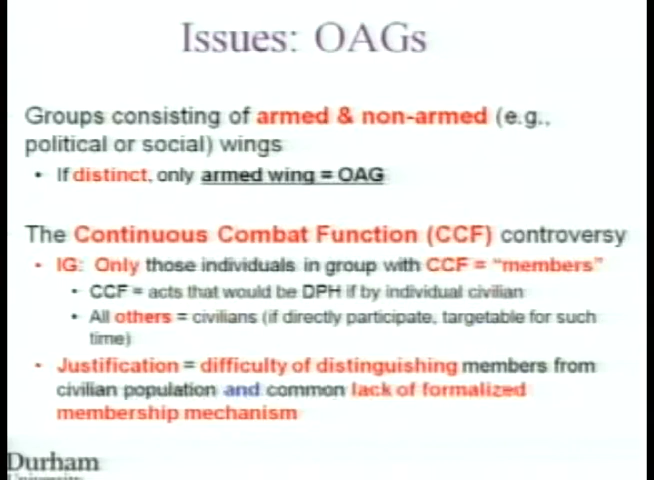 Issues: OAGs
Groups consisting of armed & non-armed (e.g.,
political or social) wings
• If distinct, only armed wing = OAG
The Continuous Combat Function (CCF) controversy
• IG: Only those individuals in group with CCF = "members"
• CCF = acts that would be DPH if by individual civilian
• All others = civilians (if directly participate, targetable for such
time)
• Justification = difficulty of distinguishing members from
civilian population and common lack of formalized
membership mechanism
Durham
University